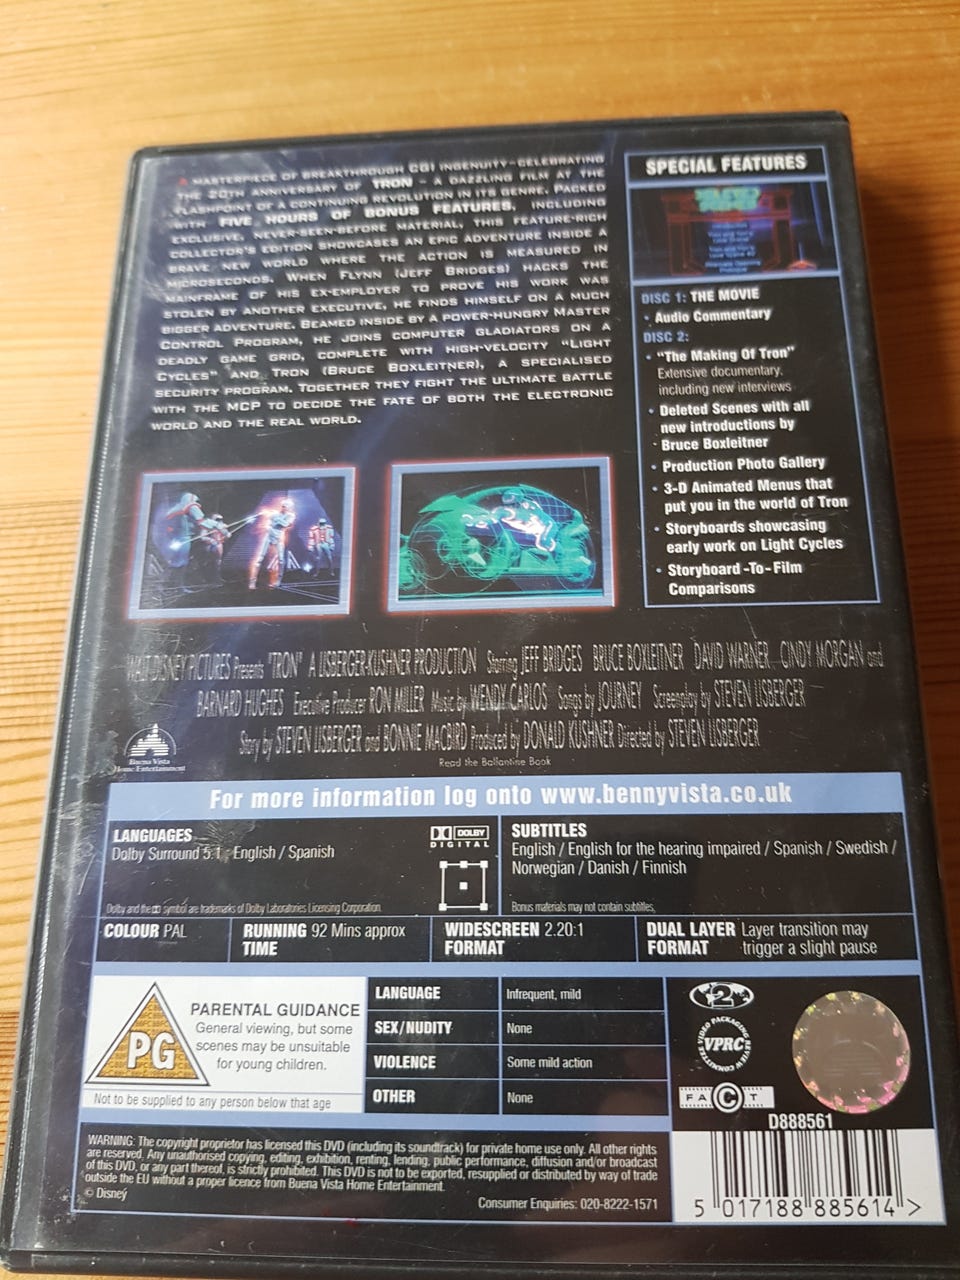 A MASTERPIECE OF BREAKTHROUGH CGI INGENUITY - CELEBRATING
THE 20TH ANNIVERSARY OF TRON - A DAZZLING FILM AT THE
FLASHPOINT OF A CONTINUING REVOLUTION IN ITS GENRE. PACKED
WITH FIVE HOURS OF BONUS FEATURES, INCLUDING
EXCLUSIVE, NEVER-SEEN-BEFORE MATERIAL, THIS FEATURE-RICH
COLLECTOR'S EDITION SHOWCASES AN EPIC ADVENTURE INSIDE A
BRAVE NEW WORLD WHERE THE ACTION IS MEASURED IN
MICROSECONDS. WHEN FLYNN (JEFF BRIDGES) HACKS THE
MAINFRAME OF HIS EX-EMPLOYER TO PROVE HIS WORK WAS
STOLEN BY ANOTHER EXECUTIVE, HE FINDS HIMSELF ON A MUCH
BIGGER ADVENTURE. BEAMED INSIDE BY A POWER-HUNGRY MASTER
CONTROL PROGRAM, HE JOINS COMPUTER GLADIATORS ON A
DEADLY GAME GRID, COMPLETE WITH HIGH-VELOCITY "LIGHT
CYCLES" AND TRON (BRUCE BOXLEITNER), A SPECIALISED
SECURITY PROGRAM. TOGETHER THEY FIGHT THE ULTIMATE BATTLE
WITH THE MCP TO DECIDE THE FATE OF BOTH THE ELECTRONIC
WORLD AND THE REAL WORLD.
SPECIAL FEATURES
DISC 1: THE MOVIE
• Audio Commentary
DISC 2:
• "The Making Of Tron"
Extensive documentary,
including new interviews
• Deleted Scenes with all
new introductions by
Bruce Boxleitner
• Production Photo Gallery
• 3-D Animated Menus that
put you in the world of Tron
• Storyboards showcasing
early work on Light Cycles
• Storyboard -To- Film
Comparisons
WALT DISNEY PICTURES Presents "TRON" A LISBERGER-KUSHNER PRODUCTION Starring JEFF BRIDGES BRUCE BOXLEITNER DAVID WARNER CINDY MORGAN and
BARNARD HUGHES Executive Producer RON MILLER Music by WENDY CARLOS Songs by JOURNEY Screenplay by STEVEN LISBERGER
Story by STEVEN LISBERGER and BONNIE MACBIRD Produced by DONALD KUSHNER Directed by STEVEN LISBERGER
Read the Ballantine Book
Buena Vista
Home Entertainment
For more information log onto www.bennyvista.co.uk
LANGUAGES
Dolby Surround 5.1 : English / Spanish
DOLBY
DIGITAL
Dolby and the DD symbol are trademarks of Dolby Laboratories Licensing Corporation.
SUBTITLES
English / English for the hearing impaired / Spanish / Swedish /
Norwegian / Danish / Finnish
Bonus materials may not contain subtitles.
COLOUR PAL
RUNNING 92 Mins approx
TIME
WIDESCREEN 2.20:1
FORMAT
DUAL LAYER Layer transition may
FORMAT trigger a slight pause
PG
PARENTAL GUIDANCE
General viewing, but some
scenes may be unsuitable
for young children.
Not to be supplied to any person below that age
LANGUAGE Infrequent, mild
SEX/NUDITY None
VIOLENCE Some mild action
OTHER None
2
VIDEO PACKAGING REVIEW COMMITTEE
VPRC
FACT
D888561
WARNING: The copyright proprietor has licensed this DVD (including its soundtrack) for private home use only. All other rights
are reserved. Any unauthorised copying, editing, exhibition, renting, lending, public performance, diffusion and/or broadcast
of this DVD, or any part thereof, is strictly prohibited. This DVD is not to be exported, resupplied or distributed by way of trade
outside the EU without a proper licence from Buena Vista Home Entertainment.
© Disney
Consumer Enquiries: 020-8222-1571
5 017188 885614 >